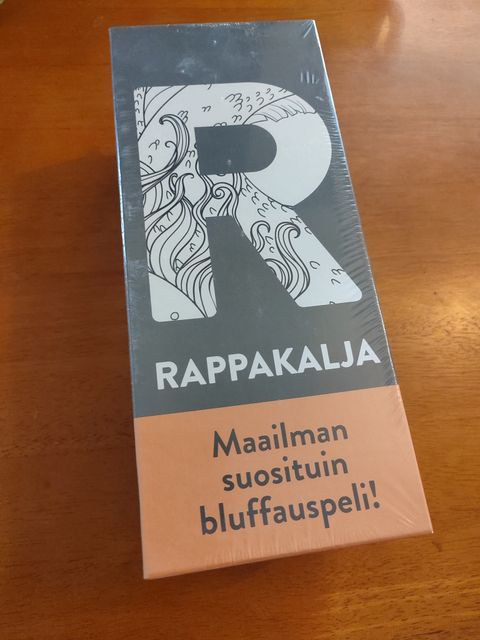 R
RAPPAKALJA
Maailman
suosituin
bluffauspeli!